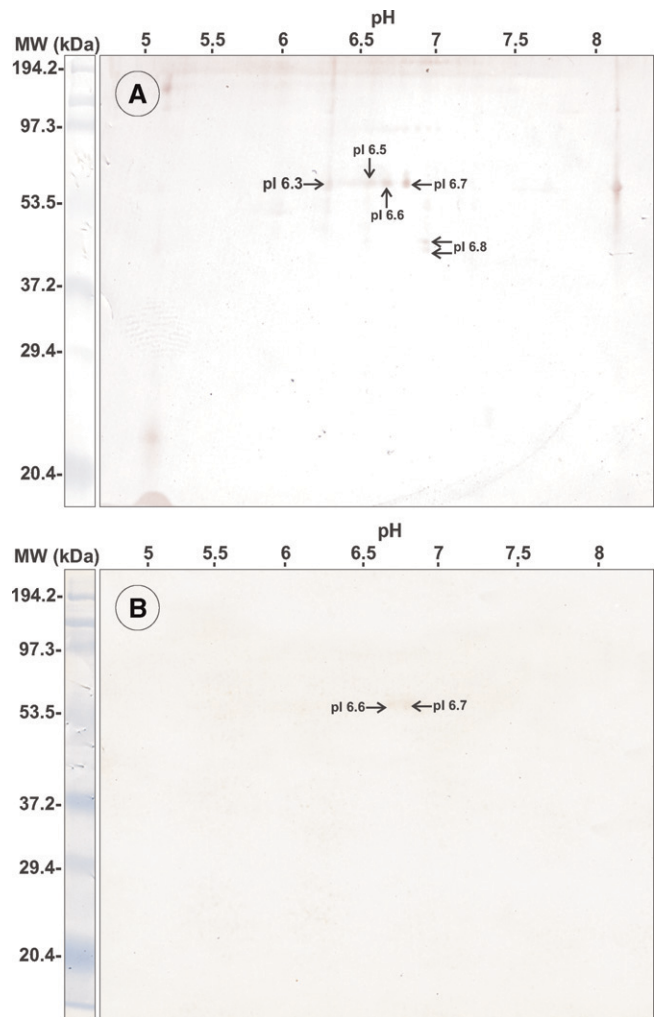 pH
MW (kDa) 5 5.5 6 6.5 7 7.5 8
194.2-
A
97.3-
pI 6.5
pI 6.3 pI 6.7
53.5-
pI 6.6
pI 6.8
37.2-
29.4-
20.4-
pH
MW (kDa) 5 5.5 6 6.5 7 7.5 8
194.2-
B
97.3-
53.5-
pI 6.6 pI 6.7
37.2-
29.4-
20.4-